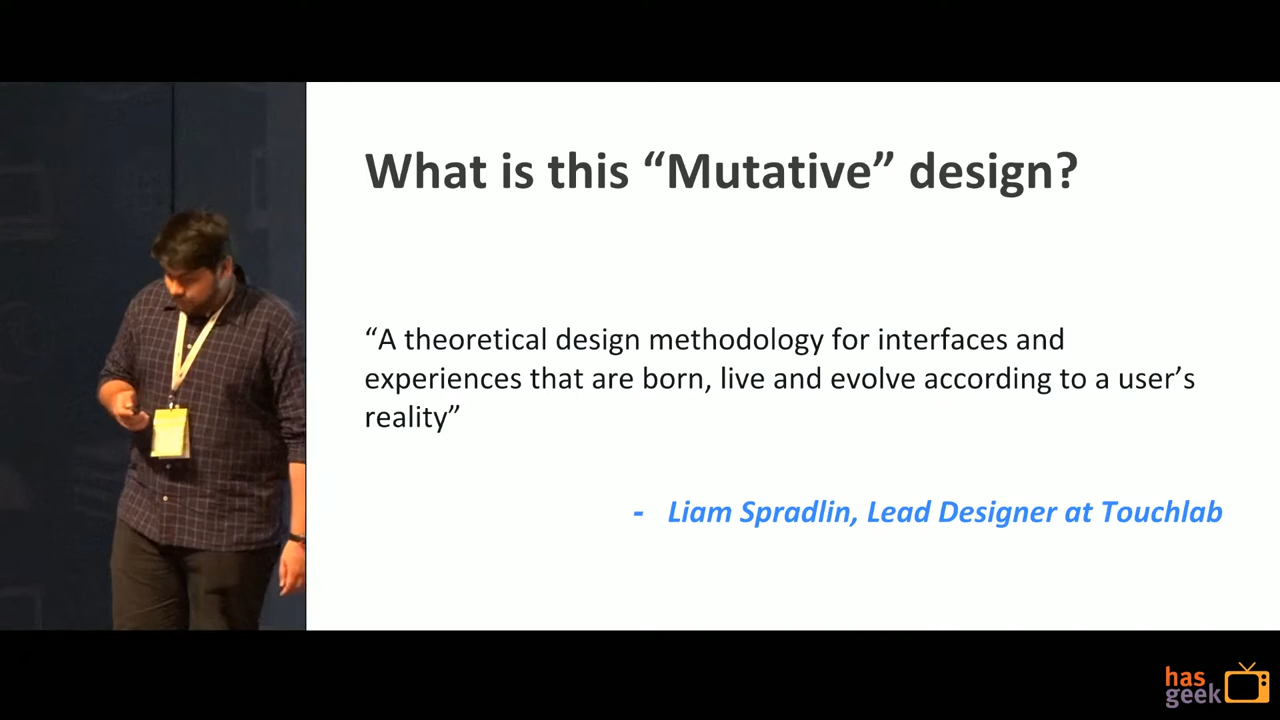 What is this “Mutative” design?
“A theoretical design methodology for interfaces and
experiences that are born, live and evolve according to a user’s
reality”
- Liam Spradlin, Lead Designer at Touchlab
has
geek